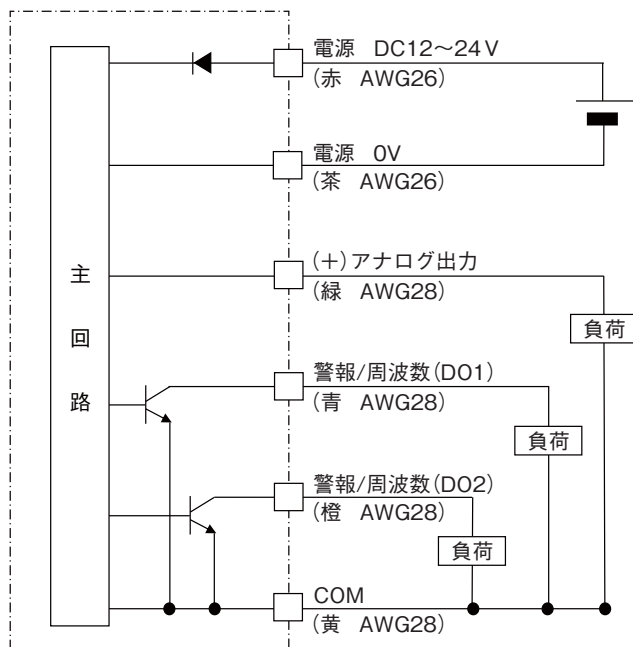 電源 DC12～24V
(赤 AWG26)
電源 0V
(茶 AWG26)
主回路
(＋)アナログ出力
(緑 AWG28)
負荷
警報/周波数(DO1)
(青 AWG28)
負荷
警報/周波数(DO2)
(橙 AWG28)
負荷
COM
(黄 AWG28)